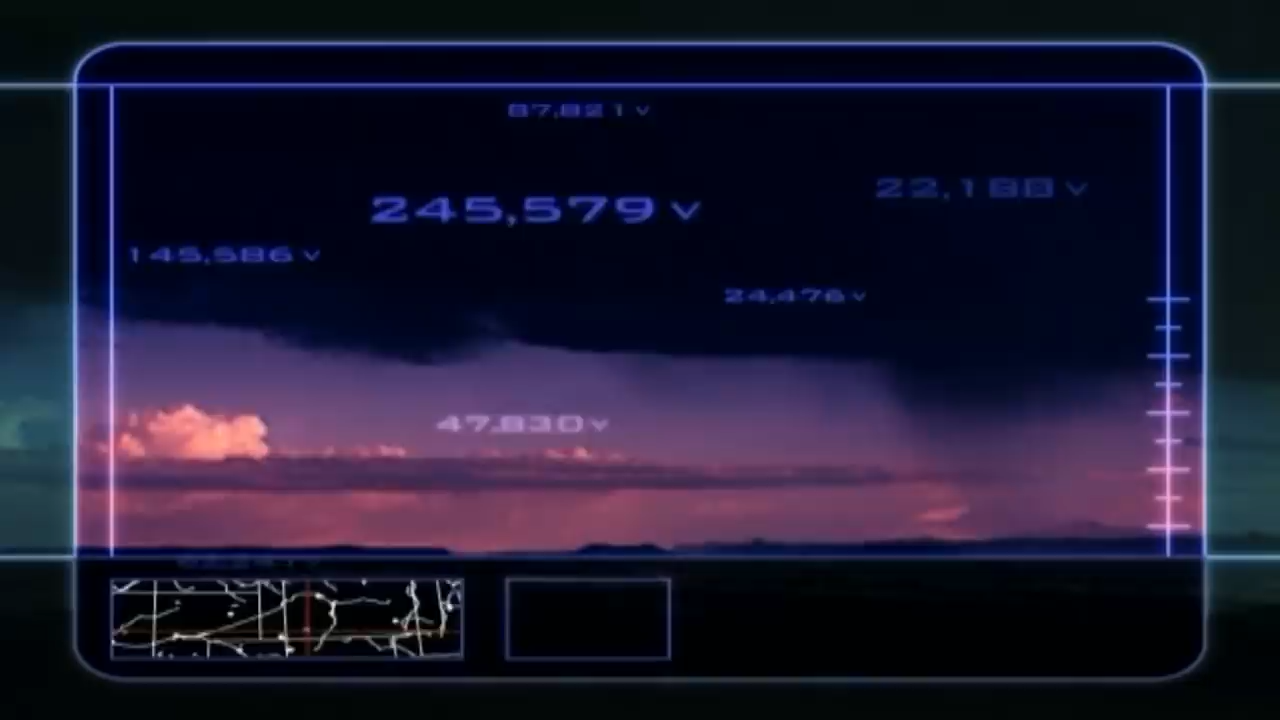 87,821 v
22,188 v
245,579 v
145,586 v
24,476 v
47,830 v